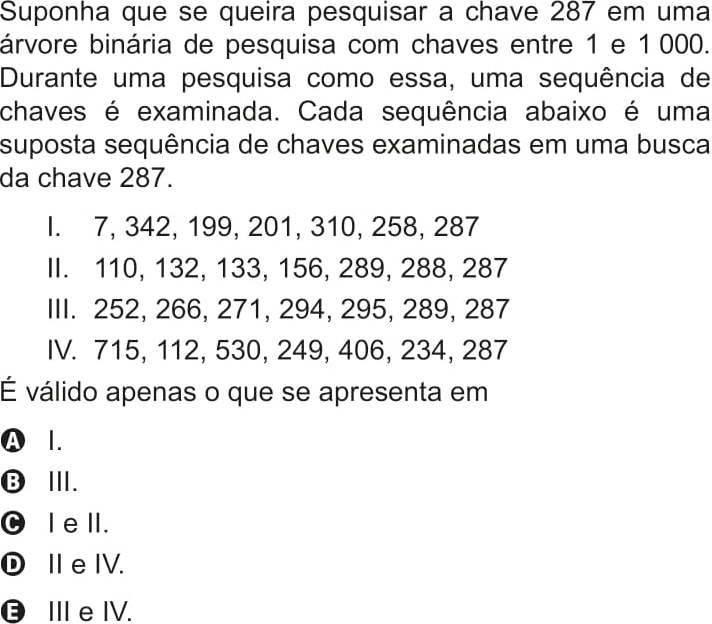 Suponha que se queira pesquisar a chave 287 em uma
árvore binária de pesquisa com chaves entre 1 e 1 000.
Durante uma pesquisa como essa, uma sequência de
chaves é examinada. Cada sequência abaixo é uma
suposta sequência de chaves examinadas em uma busca
da chave 287.
I. 7, 342, 199, 201, 310, 258, 287
II. 110, 132, 133, 156, 289, 288, 287
III. 252, 266, 271, 294, 295, 289, 287
IV. 715, 112, 530, 249, 406, 234, 287
É válido apenas o que se apresenta em
A I.
B III.
C I e II.
D II e IV.
E III e IV.